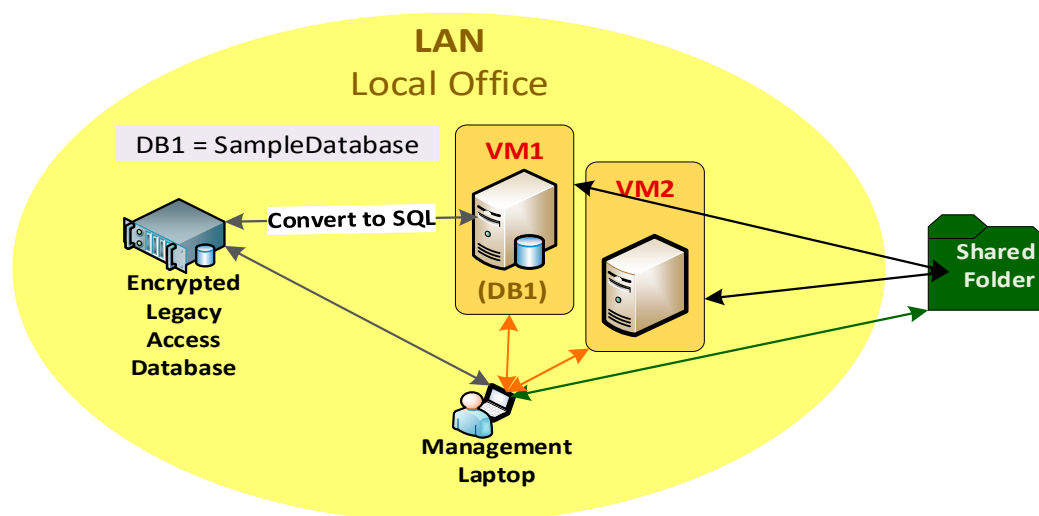 LAN
Local Office
DB1 = SampleDatabase
VM1
VM2
Convert to SQL
(DB1)
Encrypted
Legacy
Access
Database
Shared
Folder
Management
Laptop